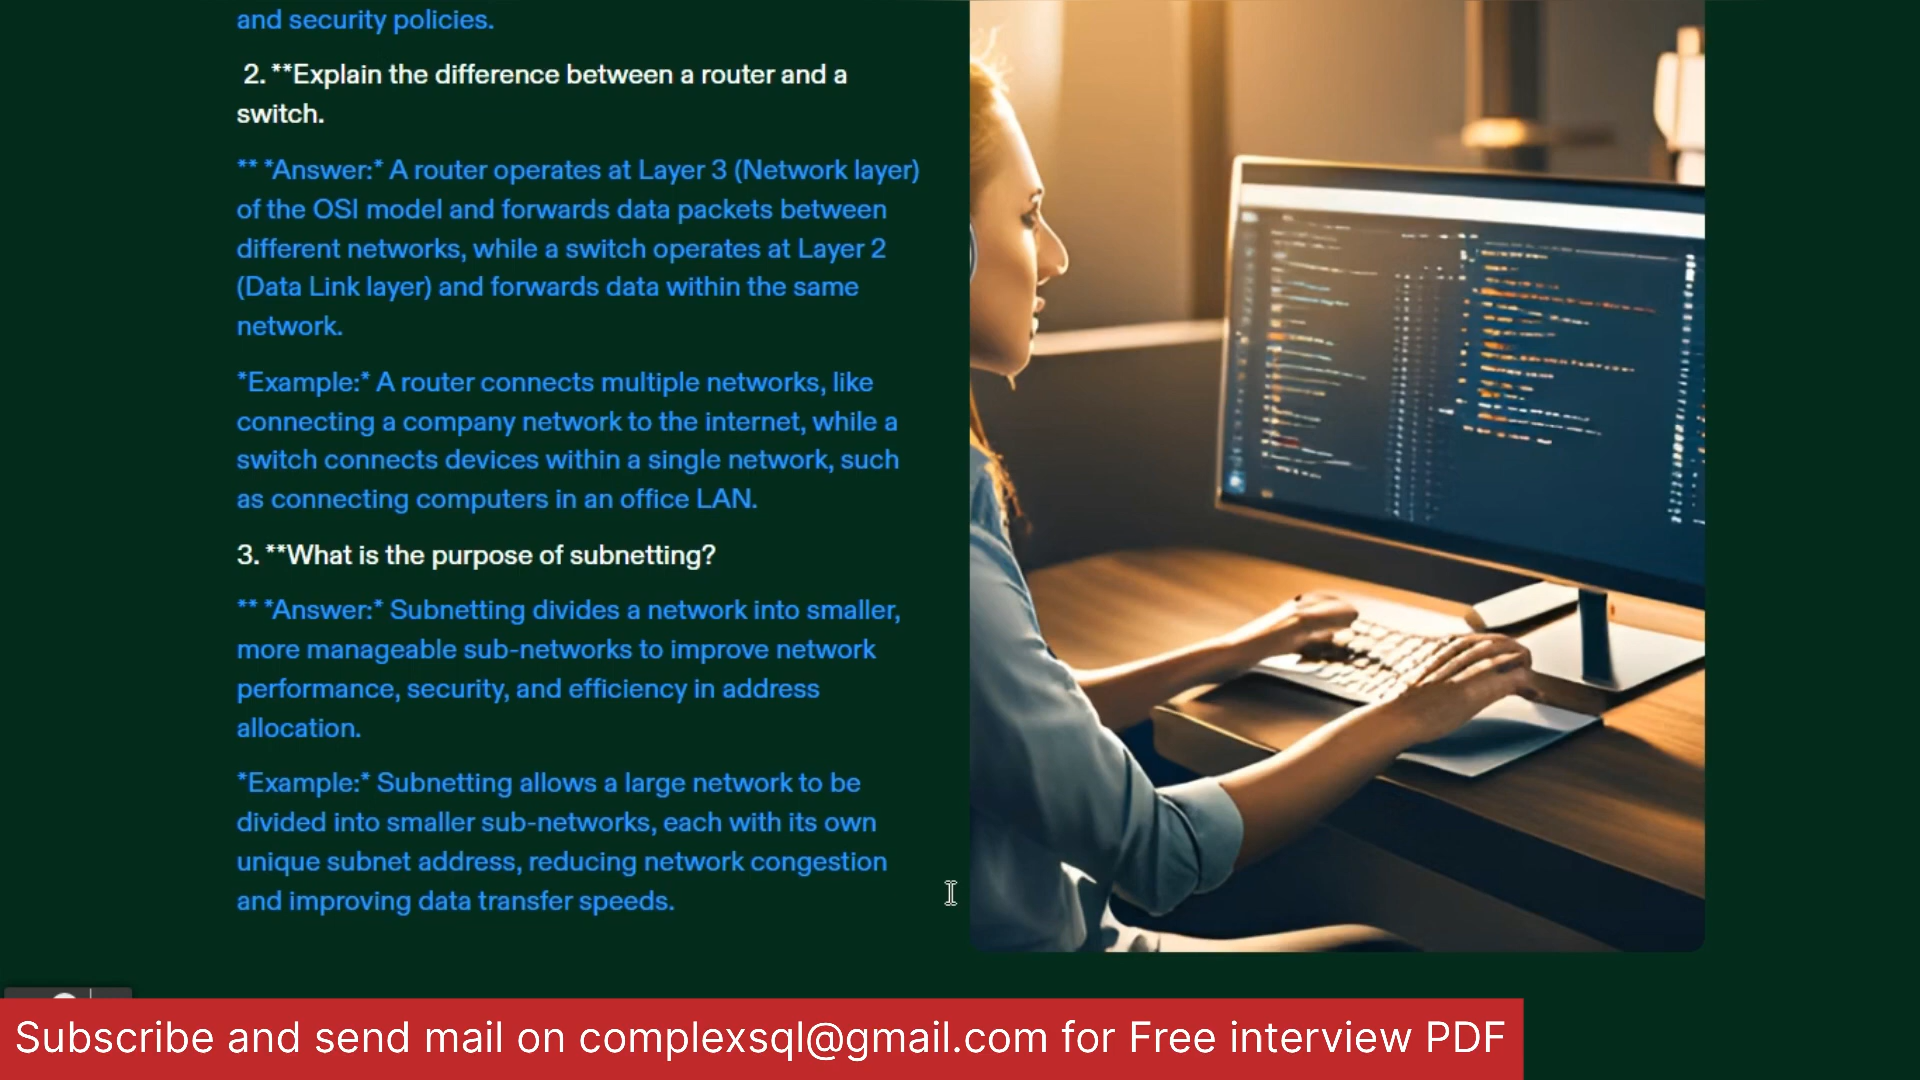 and security policies.
2. **Explain the difference between a router and a
switch.
** *Answer:* A router operates at Layer 3 (Network layer)
of the OSI model and forwards data packets between
different networks, while a switch operates at Layer 2
(Data Link layer) and forwards data within the same
network.
*Example:* A router connects multiple networks, like
connecting a company network to the internet, while a
switch connects devices within a single network, such
as connecting computers in an office LAN.
3. **What is the purpose of subnetting?
** *Answer:* Subnetting divides a network into smaller,
more manageable sub-networks to improve network
performance, security, and efficiency in address
allocation.
*Example:* Subnetting allows a large network to be
divided into smaller sub-networks, each with its own
unique subnet address, reducing network congestion
and improving data transfer speeds.
Subscribe and send mail on complexsql@gmail.com for Free interview PDF